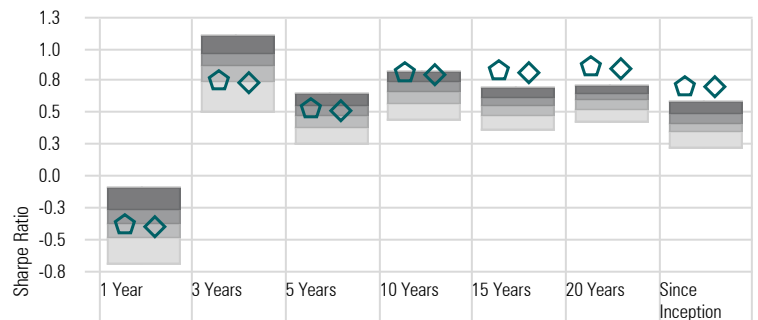 1.3
1.0
0.8
0.5
0.3
0.0
-0.3
-0.5
-0.8
Sharpe Ratio
1 Year
3 Years
5 Years
10 Years
15 Years
20 Years
Since
Inception